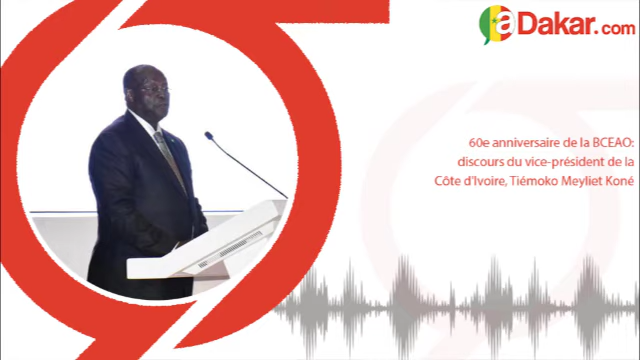 aDakar.com
60e anniversaire de la BCEAO:
discours du vice-président de la
Côte d'Ivoire, Tiémoko Meyliet Koné